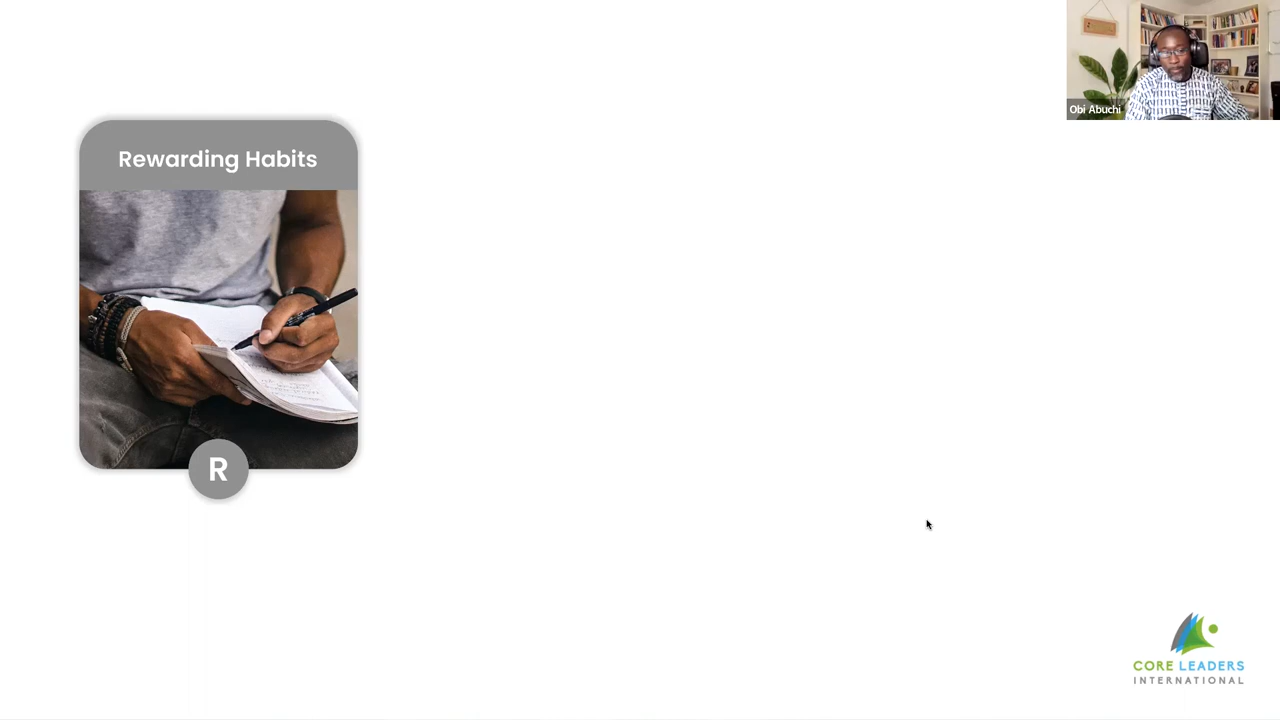 Obi Abuchi
Rewarding Habits
R
CORE LEADERS
INTERNATIONAL